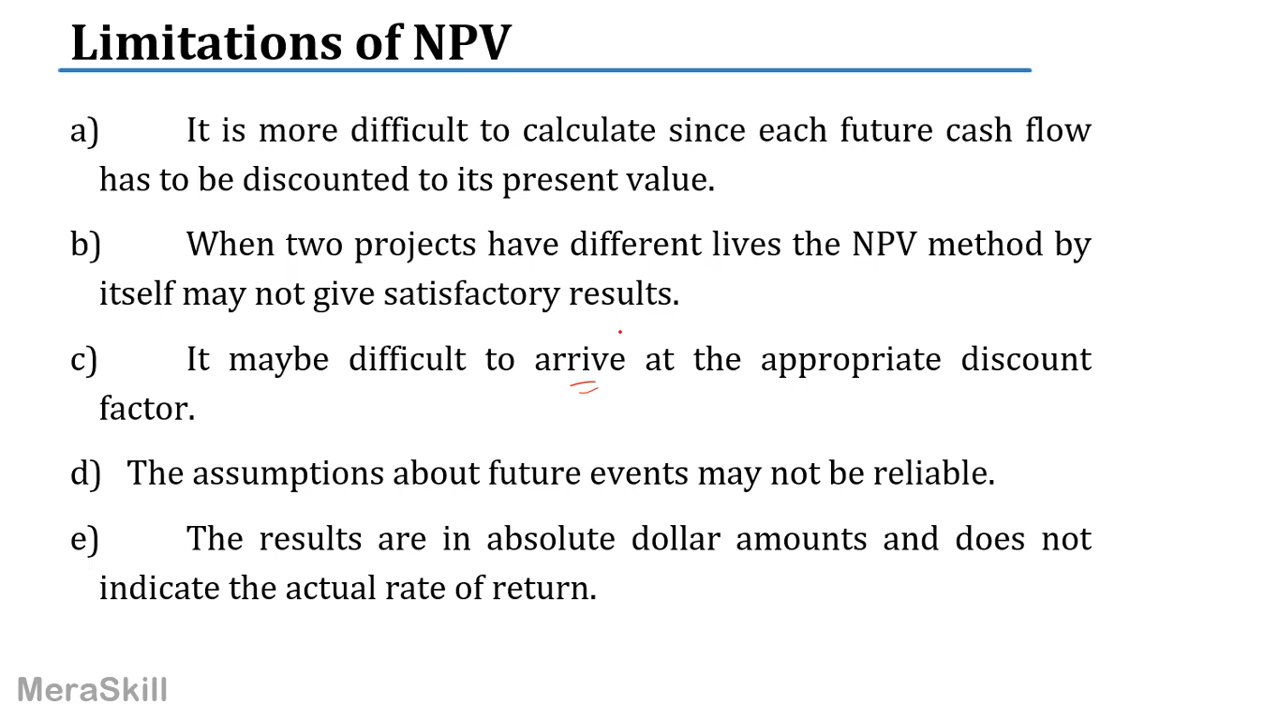 Limitations of NPV
a) It is more difficult to calculate since each future cash flow
has to be discounted to its present value.
b) When two projects have different lives the NPV method by
itself may not give satisfactory results.
c) It maybe difficult to arrive at the appropriate discount
factor.
d) The assumptions about future events may not be reliable.
e) The results are in absolute dollar amounts and does not
indicate the actual rate of return.
MeraSkill